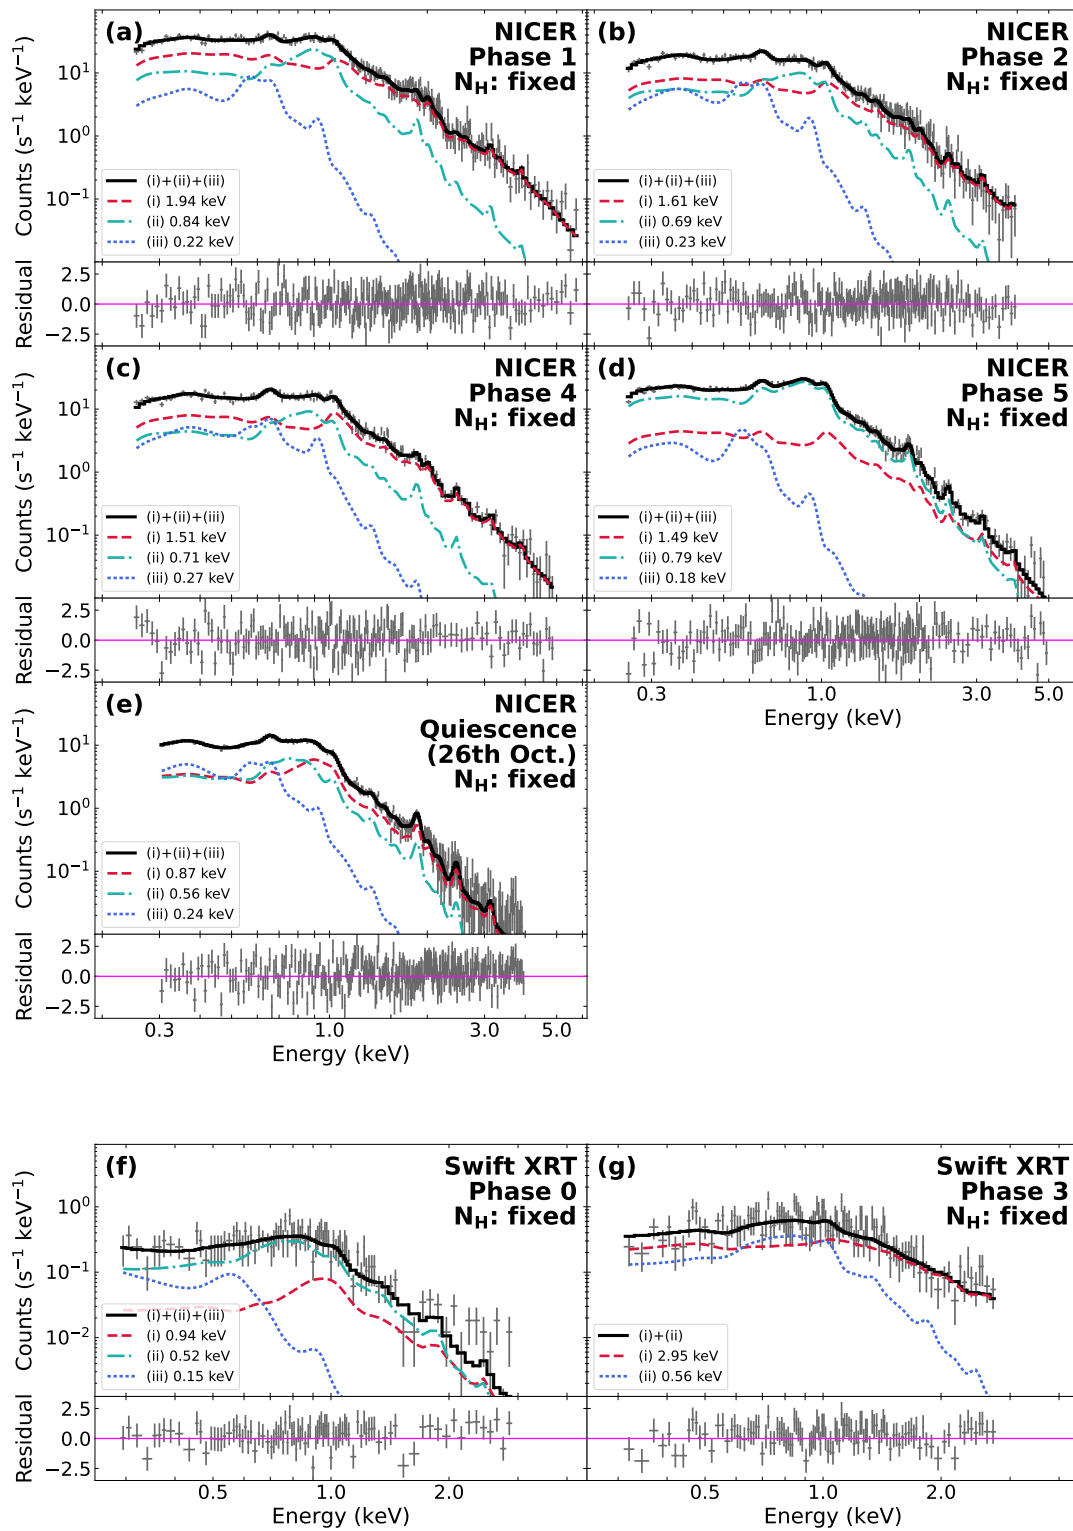 (a)
NICER
Phase 1
N_H: fixed
Counts (s⁻¹ keV⁻¹)
10¹
10⁰
10⁻¹
(i)+(ii)+(iii)
(i) 1.94 keV
(ii) 0.84 keV
(iii) 0.22 keV
Residual
2.5
0.0
−2.5
(b)
NICER
Phase 2
N_H: fixed
(i)+(ii)+(iii)
(i) 1.61 keV
(ii) 0.69 keV
(iii) 0.23 keV
(c)
NICER
Phase 4
N_H: fixed
Counts (s⁻¹ keV⁻¹)
10¹
10⁰
10⁻¹
(i)+(ii)+(iii)
(i) 1.51 keV
(ii) 0.71 keV
(iii) 0.27 keV
Residual
2.5
0.0
−2.5
(d)
NICER
Phase 5
N_H: fixed
(i)+(ii)+(iii)
(i) 1.49 keV
(ii) 0.79 keV
(iii) 0.18 keV
0.3 1.0 3.0 5.0
Energy (keV)
(e)
NICER
Quiescence
(26th Oct.)
N_H: fixed
Counts (s⁻¹ keV⁻¹)
10¹
10⁰
10⁻¹
(i)+(ii)+(iii)
(i) 0.87 keV
(ii) 0.56 keV
(iii) 0.24 keV
Residual
2.5
0.0
−2.5
0.3 1.0 3.0 5.0
Energy (keV)
(f)
Swift XRT
Phase 0
N_H: fixed
Counts (s⁻¹ keV⁻¹)
10⁰
10⁻¹
10⁻²
(i)+(ii)+(iii)
(i) 0.94 keV
(ii) 0.52 keV
(iii) 0.15 keV
Residual
2.5
0.0
−2.5
0.5 1.0 2.0
Energy (keV)
(g)
Swift XRT
Phase 3
N_H: fixed
(i)+(ii)
(i) 2.95 keV
(ii) 0.56 keV
0.5 1.0 2.0
Energy (keV)